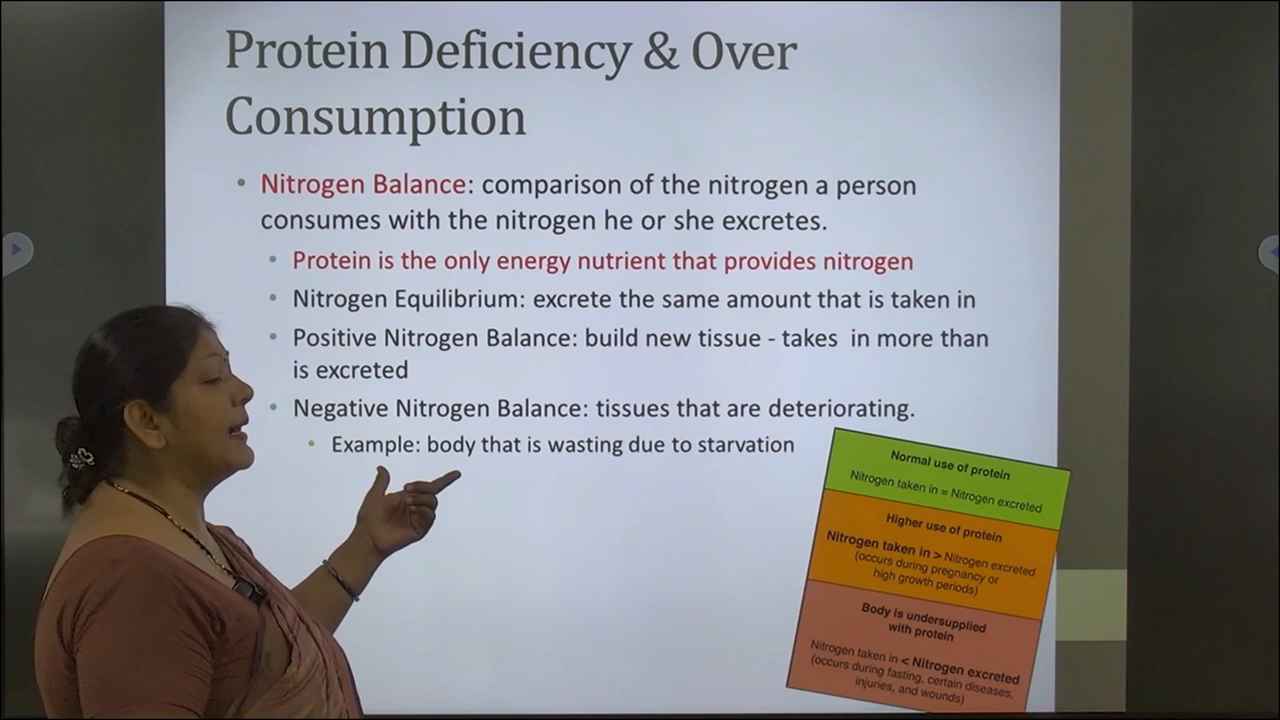 Protein Deficiency & Over
Consumption
• Nitrogen Balance: comparison of the nitrogen a person
consumes with the nitrogen he or she excretes.
• Protein is the only energy nutrient that provides nitrogen
• Nitrogen Equilibrium: excrete the same amount that is taken in
• Positive Nitrogen Balance: build new tissue - takes in more than
is excreted
• Negative Nitrogen Balance: tissues that are deteriorating.
• Example: body that is wasting due to starvation
Normal use of protein
Nitrogen taken in = Nitrogen excreted
Higher use of protein
Nitrogen taken in > Nitrogen excreted
(occurs during pregnancy or
high growth periods)
Body is undersupplied
with protein
Nitrogen taken in < Nitrogen excreted
(occurs during fasting, certain diseases,
injuries, and wounds)